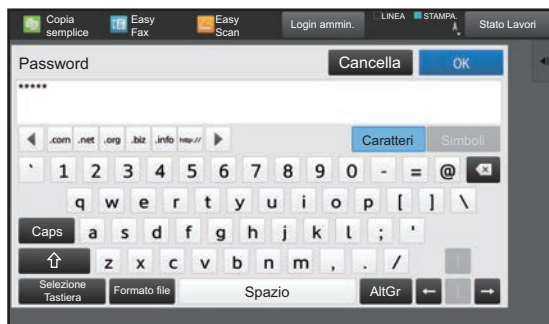 Copia semplice Easy Fax Easy Scan Login ammin. LINEA STAMPA. Stato Lavori
Password Cancella OK
*****
.com .net .org .biz .info http:// Caratteri Simboli
` 1 2 3 4 5 6 7 8 9 0 - = @
q w e r t y u i o p [ ] \
Caps a s d f g h j k l ; '
z x c v b n m , . /
Selezione Tastiera Formato file Spazio AltGr